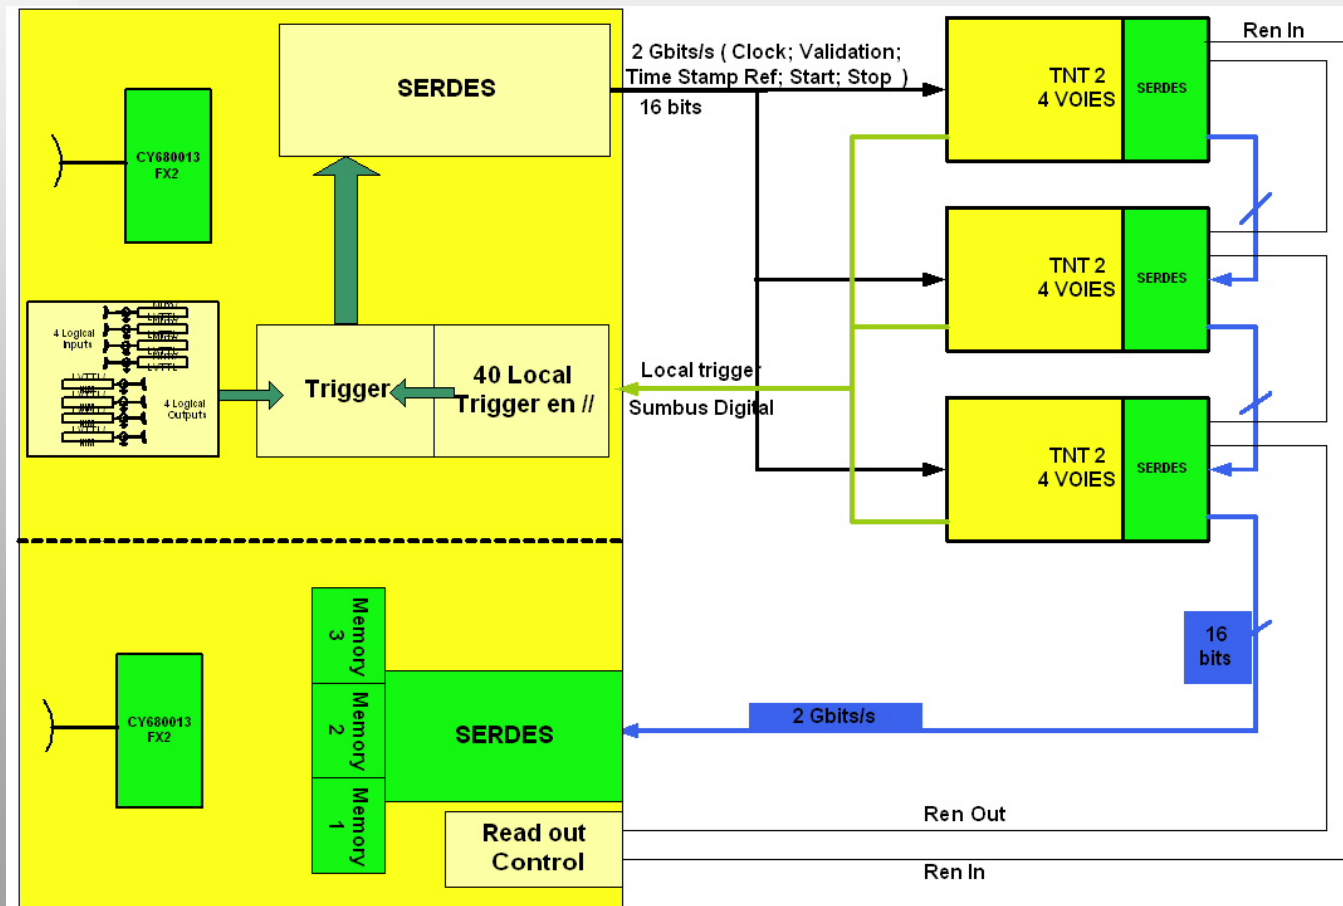 SERDES
2 Gbits/s ( Clock; Validation;
Time Stamp Ref; Start; Stop )
16 bits
TNT 2
4 VOIES
SERDES
Ren In
CY680013
FX2
TNT 2
4 VOIES
SERDES
4 Logical
Inputs
4 Logical
Outputs
Trigger
40 Local
Trigger en //
Local trigger
Sumbus Digital
TNT 2
4 VOIES
SERDES
Memory
3
Memory
2
Memory
1
SERDES
CY680013
FX2
16
bits
2 Gbits/s
Read out
Control
Ren Out
Ren In